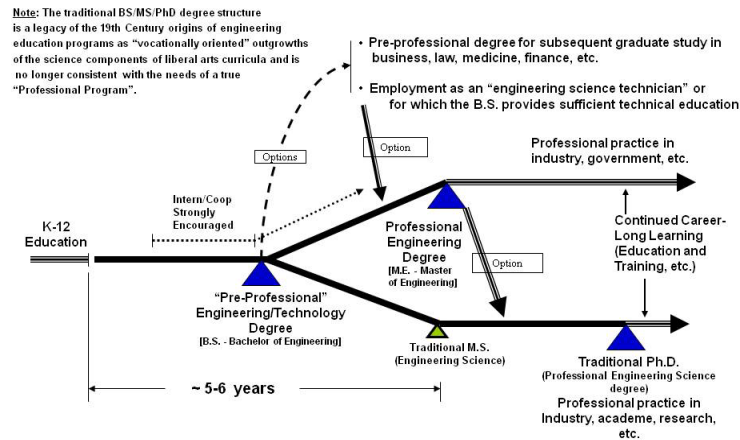 Note: The traditional BS/MS/PhD degree structure
is a legacy of the 19th Century origins of engineering
education programs as “vocationally oriented” outgrowths
of the science components of liberal arts curricula and is
no longer consistent with the needs of a true
“Professional Program”.
• Pre-professional degree for subsequent graduate study in
business, law, medicine, finance, etc.
• Employment as an “engineering science technician” or
for which the B.S. provides sufficient technical education
Options
Option
Professional practice in
industry, government, etc.
Intern/Coop
Strongly
Encouraged
K-12
Education
Professional
Engineering
Degree
[M.E. - Master
of Engineering]
Option
Continued Career-
Long Learning
(Education and
Training, etc.)
“Pre-Professional”
Engineering/Technology
Degree
[B.S. - Bachelor of Engineering]
Traditional M.S.
(Engineering Science)
Traditional Ph.D.
(Professional Engineering Science
degree)
Professional practice in
Industry, academe, research,
etc.
~ 5-6 years